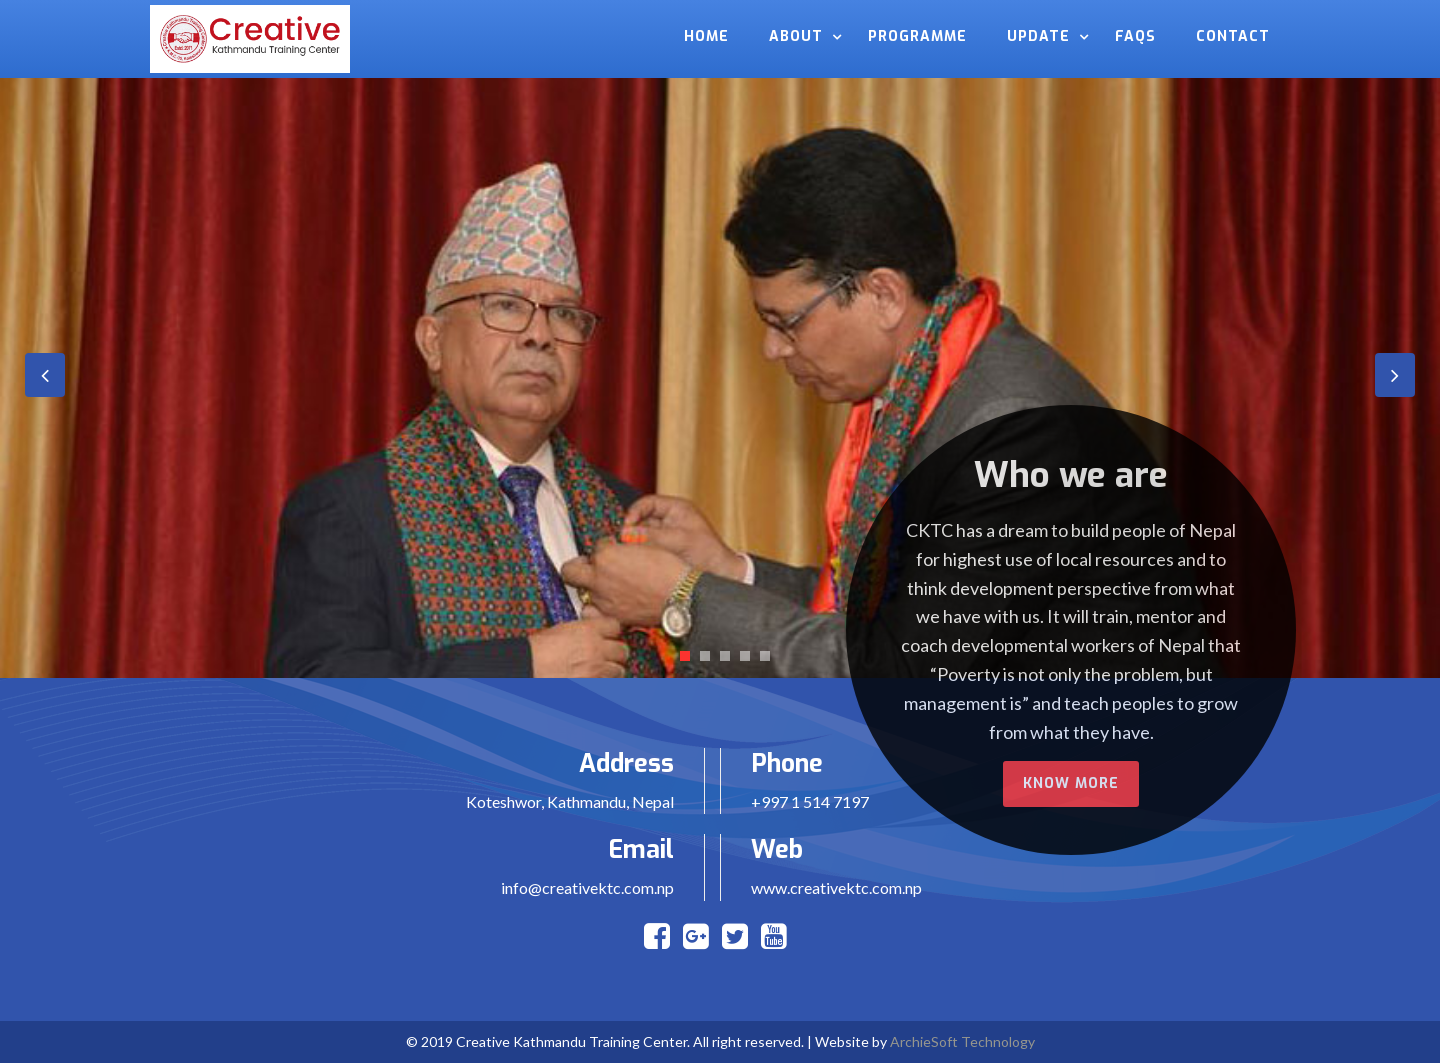 Creative
Kathmandu Training Center
HOME
ABOUT
PROGRAMME
UPDATE
FAQS
CONTACT
Who we are
CKTC has a dream to build people of Nepal
for highest use of local resources and to
think development perspective from what
we have with us. It will train, mentor and
coach developmental workers of Nepal that
“Poverty is not only the problem, but
management is” and teach peoples to grow
from what they have.
KNOW MORE
Address
Koteshwor, Kathmandu, Nepal
Phone
+997 1 514 7197
Email
info@creativektc.com.np
Web
www.creativektc.com.np
You
Tube
© 2019 Creative Kathmandu Training Center. All right reserved. | Website by ArchieSoft Technology